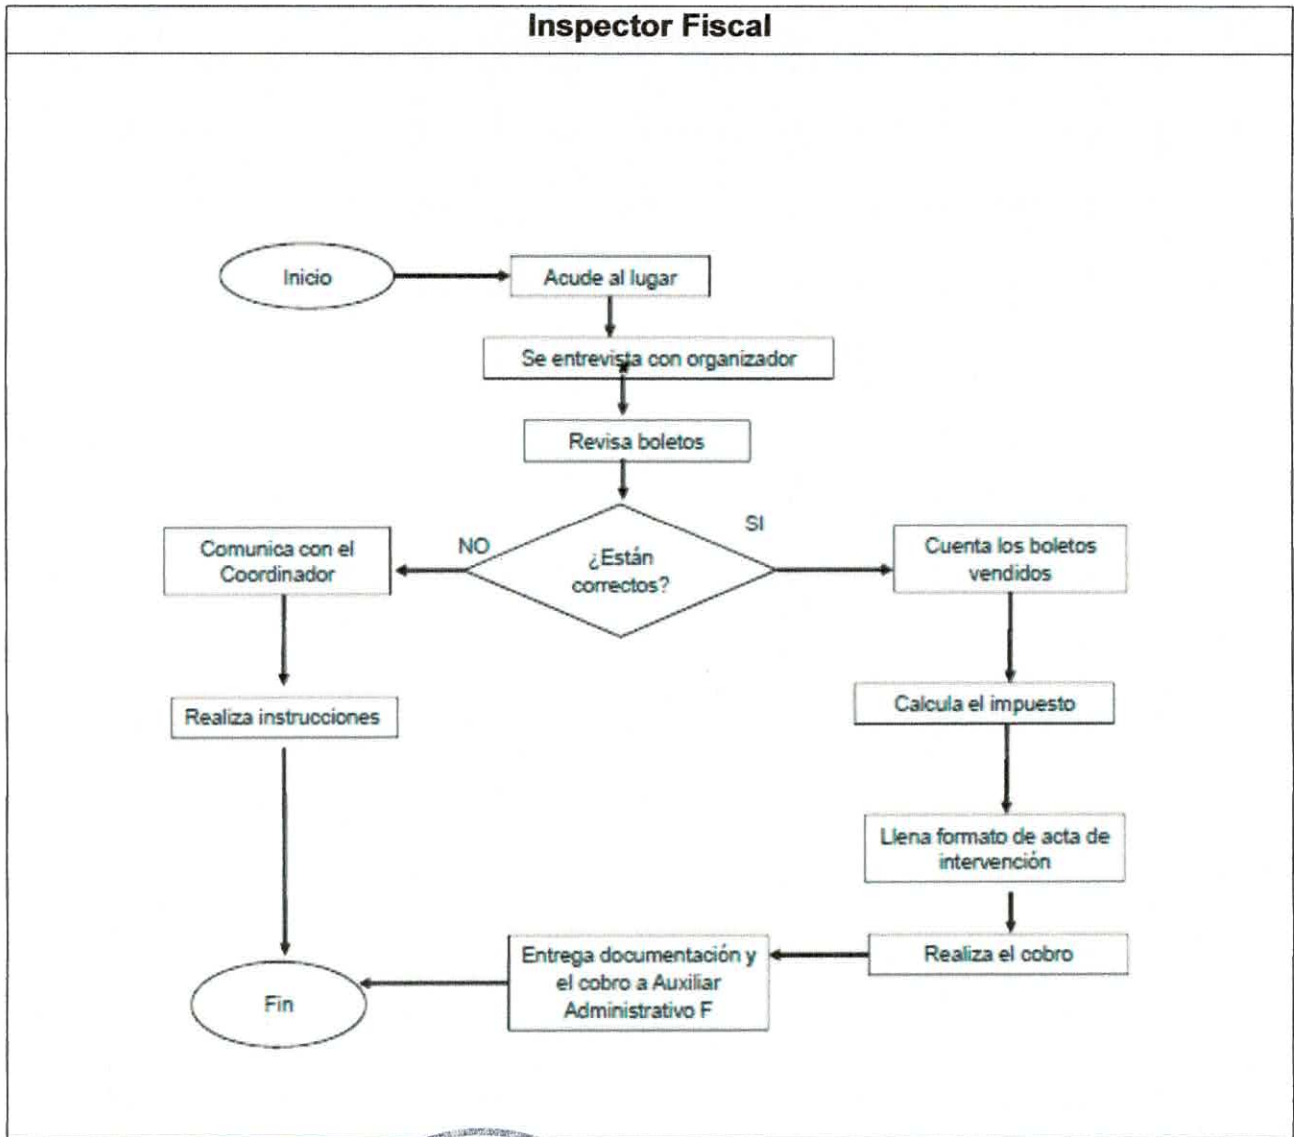 Inspector Fiscal
Inicio
Acude al lugar
Se entrevista con organizador
Revisa boletos
¿Están
correctos?
NO
SI
Comunica con el
Coordinador
Realiza instrucciones
Cuenta los boletos
vendidos
Calcula el impuesto
Llena formato de acta de
intervención
Realiza el cobro
Entrega documentación y
el cobro a Auxiliar
Administrativo F
Fin